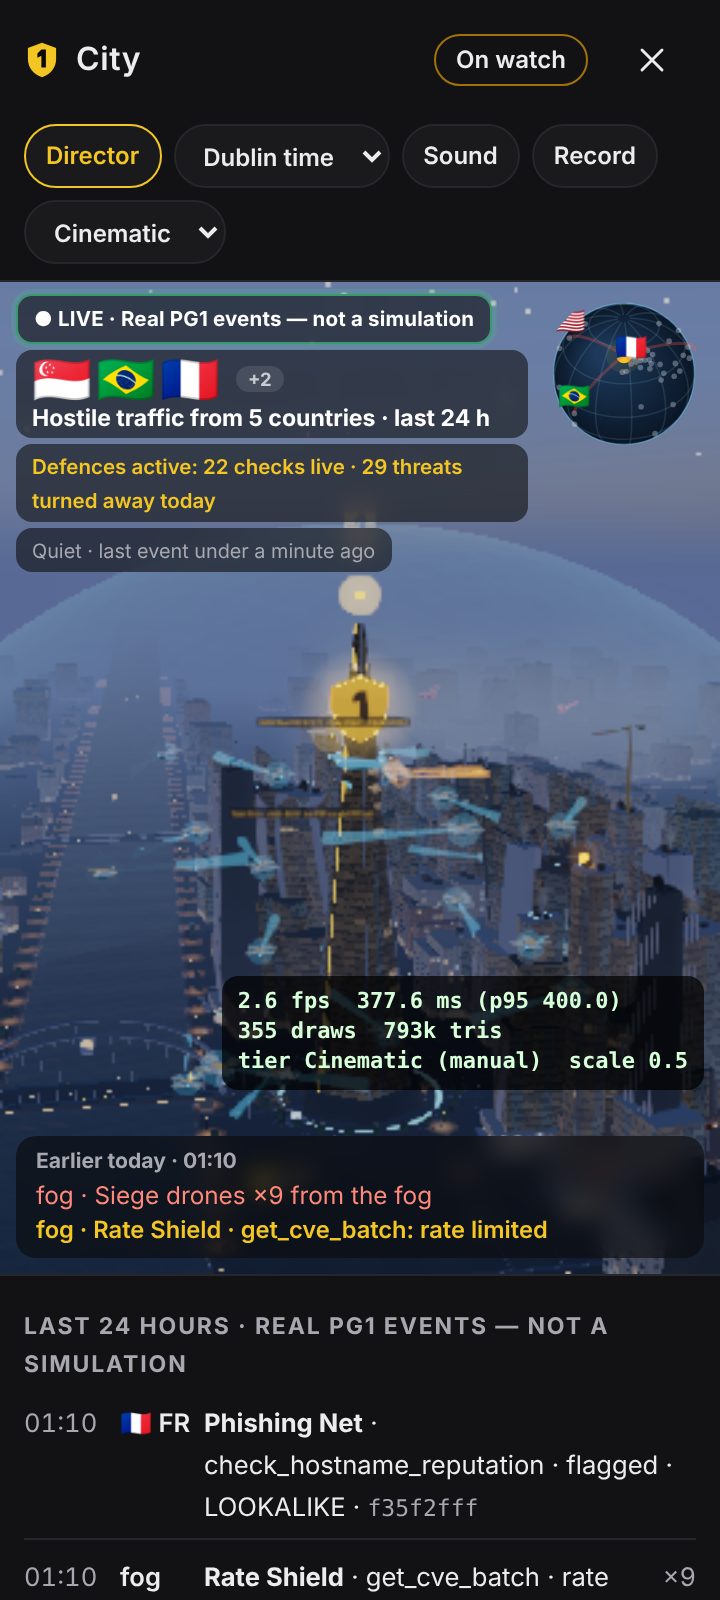 1 City On watch
Director Dublin time Sound Record
Cinematic
LIVE · Real PG1 events — not a simulation
+2
Hostile traffic from 5 countries · last 24 h
Defences active: 22 checks live · 29 threats
turned away today
Quiet · last event under a minute ago
1
2.6 fps 377.6 ms (p95 400.0)
355 draws 793k tris
tier Cinematic (manual) scale 0.5
Earlier today · 01:10
fog · Siege drones ×9 from the fog
fog · Rate Shield · get_cve_batch: rate limited
LAST 24 HOURS · REAL PG1 EVENTS — NOT A
SIMULATION
01:10 FR Phishing Net ·
check_hostname_reputation · flagged ·
LOOKALIKE · f35f2fff
01:10 fog Rate Shield · get_cve_batch · rate ×9